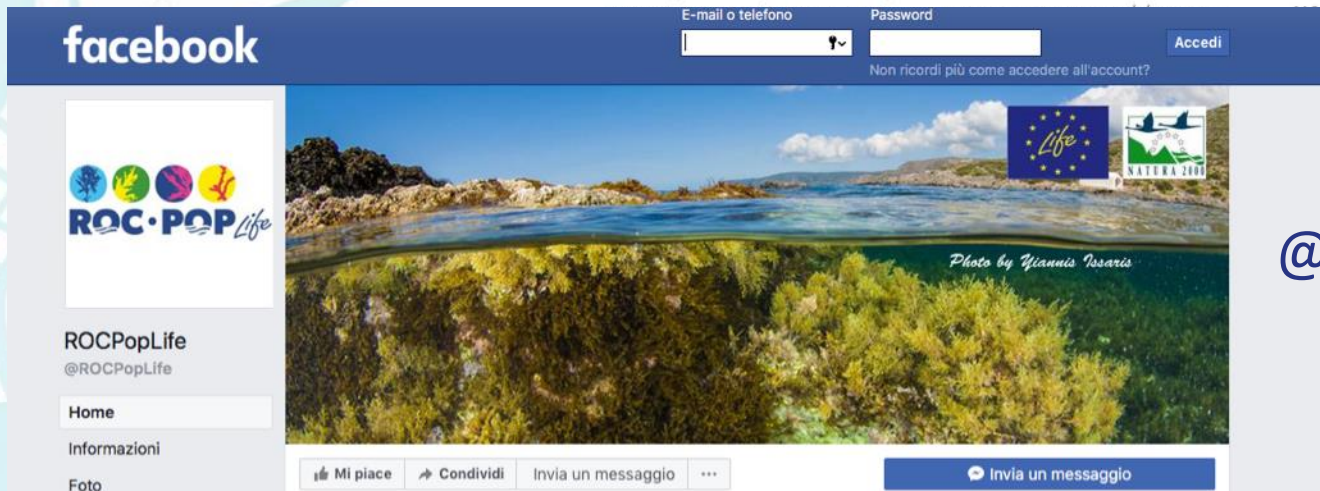 E-mail o telefono
Password
facebook
Accedi
Non ricordi più come accedere all'account?
Life
NATURA 2000
ROC·POP Life
Photo by Yiannis Issaris
@
ROCPopLife
@ROCPopLife
Home
Informazioni
Foto
Mi piace
Condividi
Invia un messaggio
...
Invia un messaggio